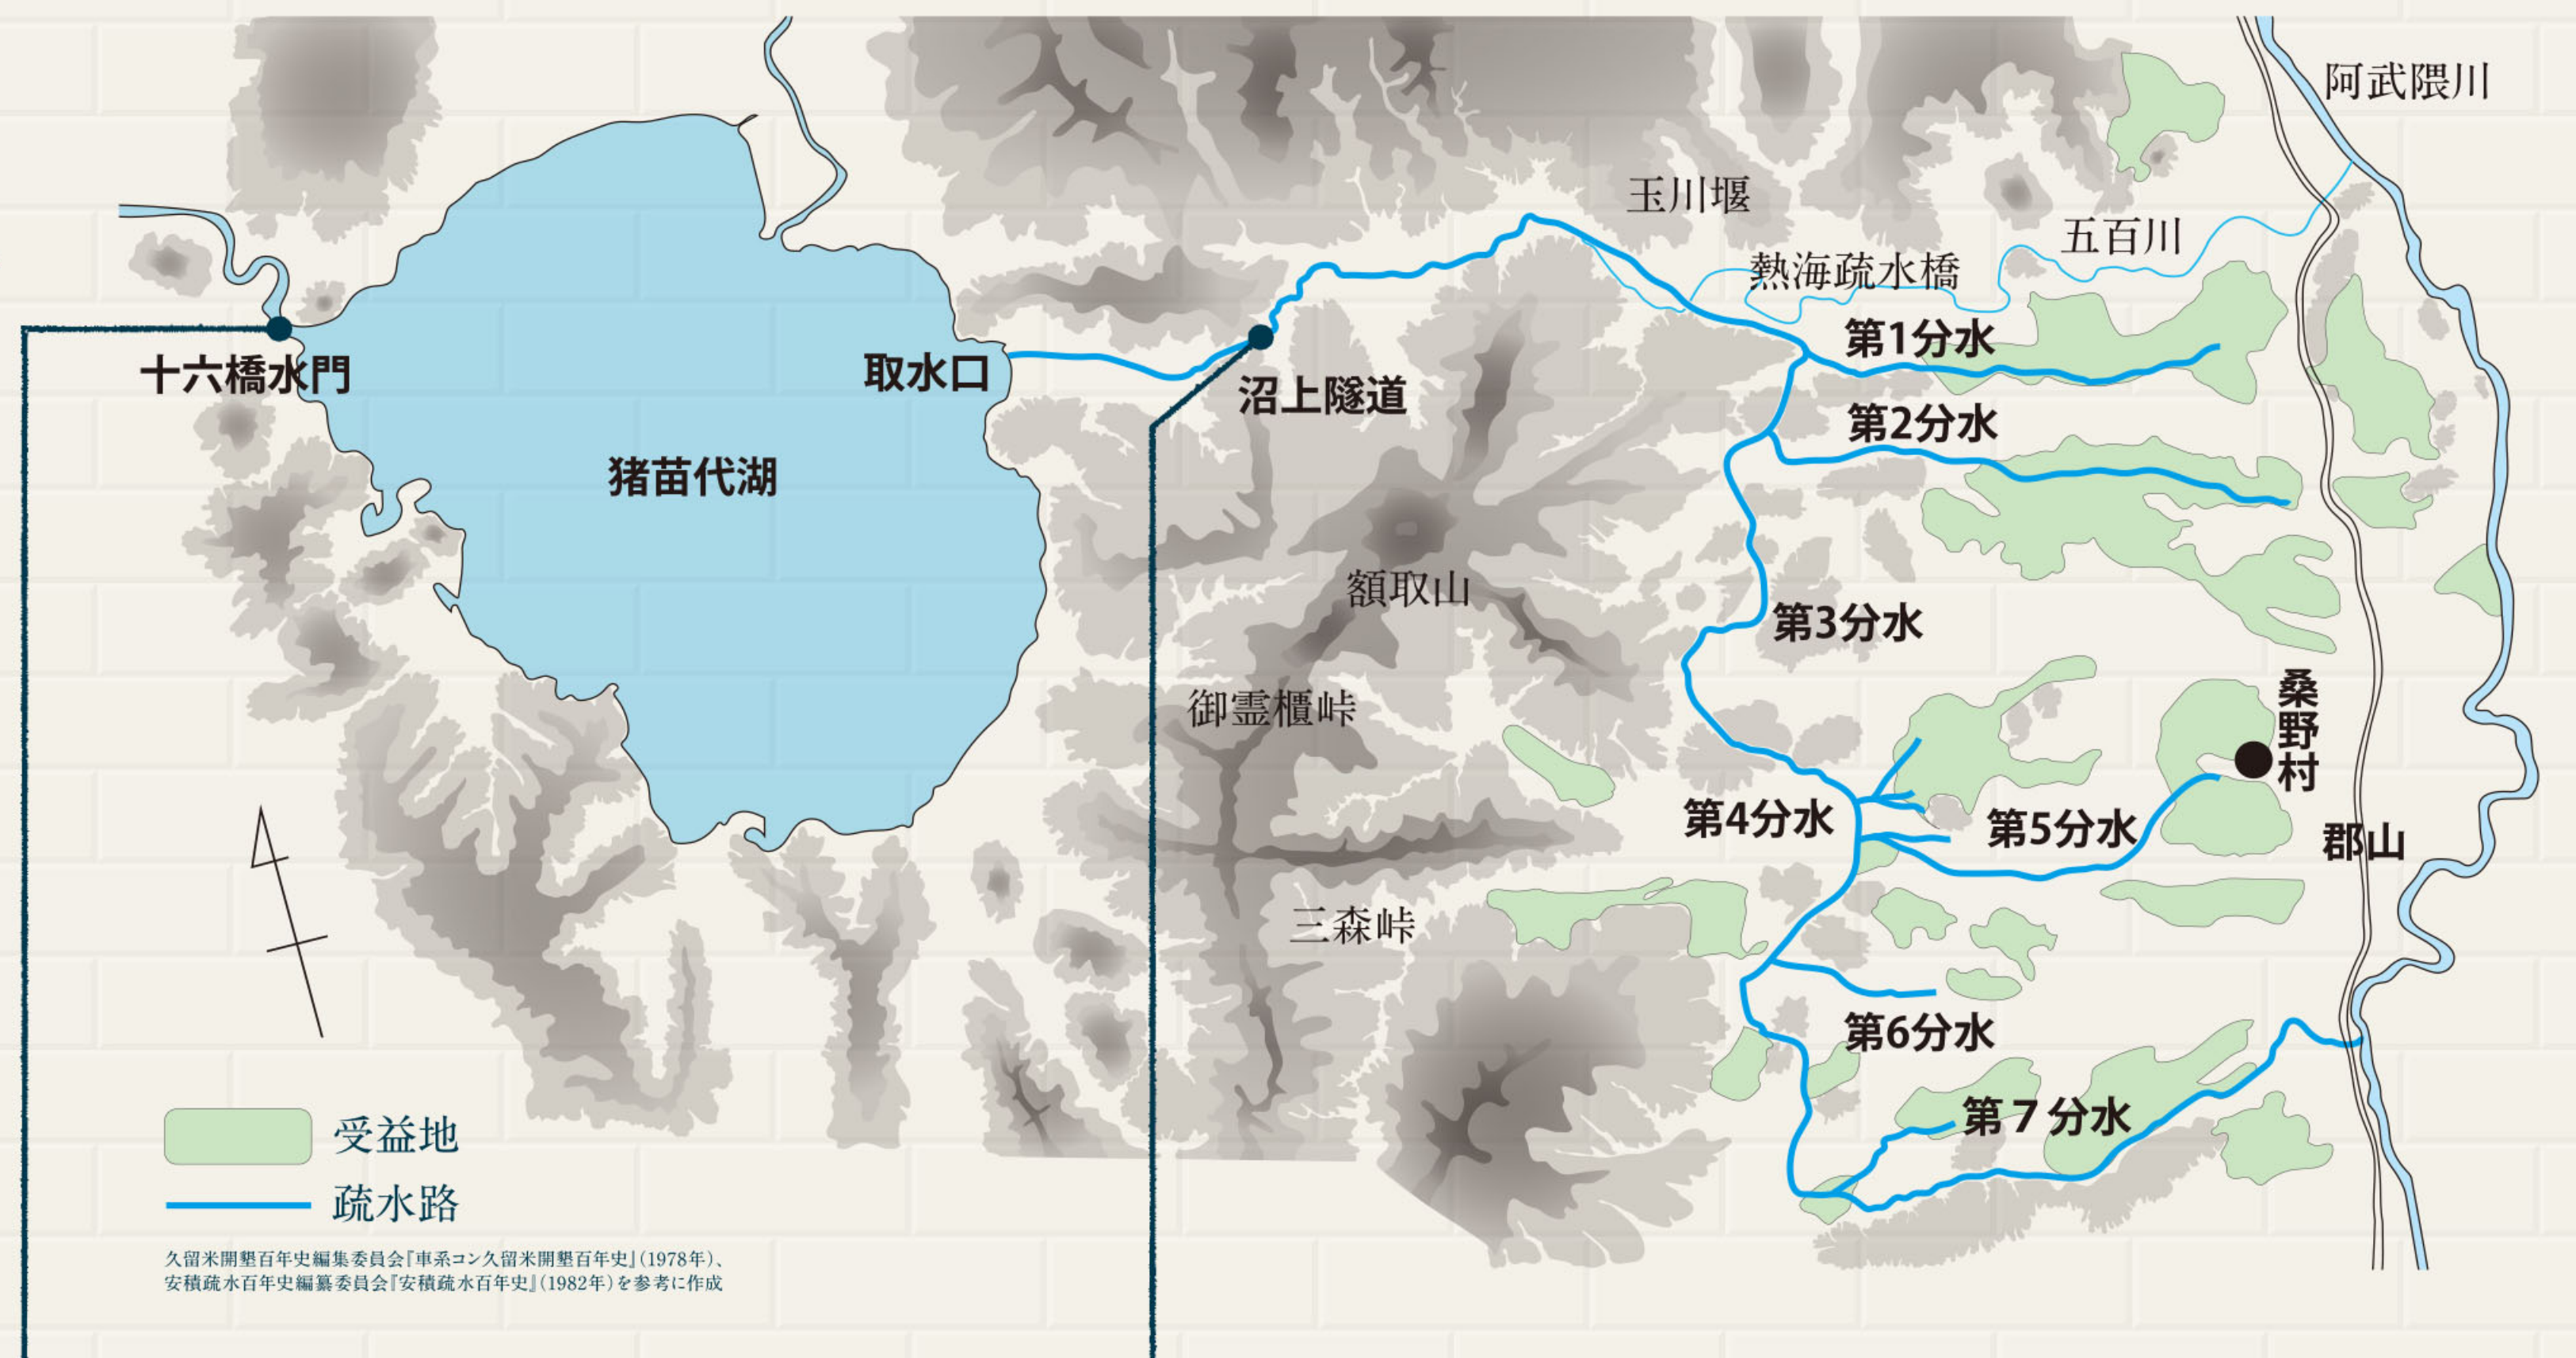 阿武隈川
玉川堰
五百川
熱海疏水橋
第1分水
十六橋水門
取水口
沼上隧道
第2分水
猪苗代湖
額取山
第3分水
御霊櫃峠
桑野村
第4分水
第5分水
郡山
三森峠
第6分水
第７分水
受益地
疏水路
久留米開墾百年史編集委員会『車系コン久留米開墾百年史』（1978年）、
安積疏水百年史編纂委員会『安積疏水百年史』（1982年）を参考に作成